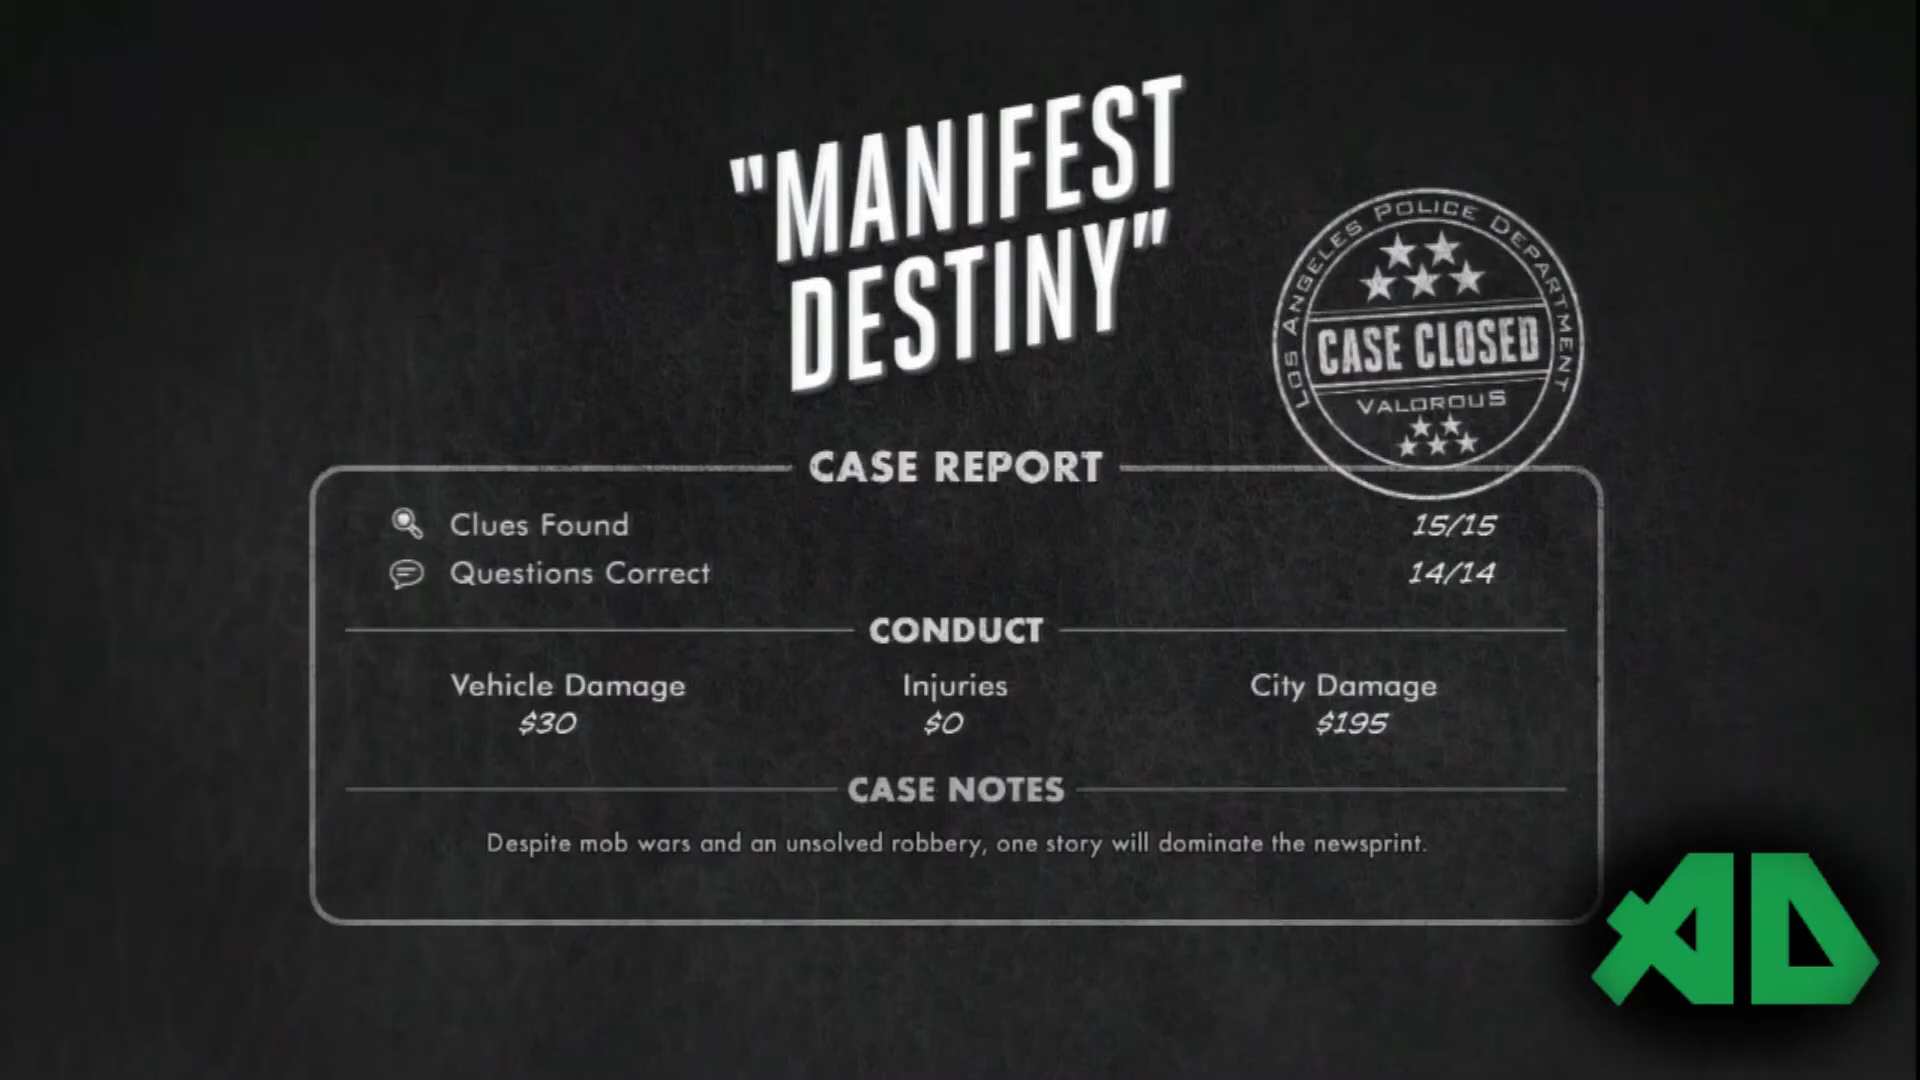 "MANIFEST
DESTINY"
LOS ANGELES POLICE DEPARTMENT
CASE CLOSED
VALOROUS
CASE REPORT
Clues Found 15/15
Questions Correct 14/14
CONDUCT
Vehicle Damage Injuries City Damage
$30 $0 $195
CASE NOTES
Despite mob wars and an unsolved robbery, one story will dominate the newsprint.
AD